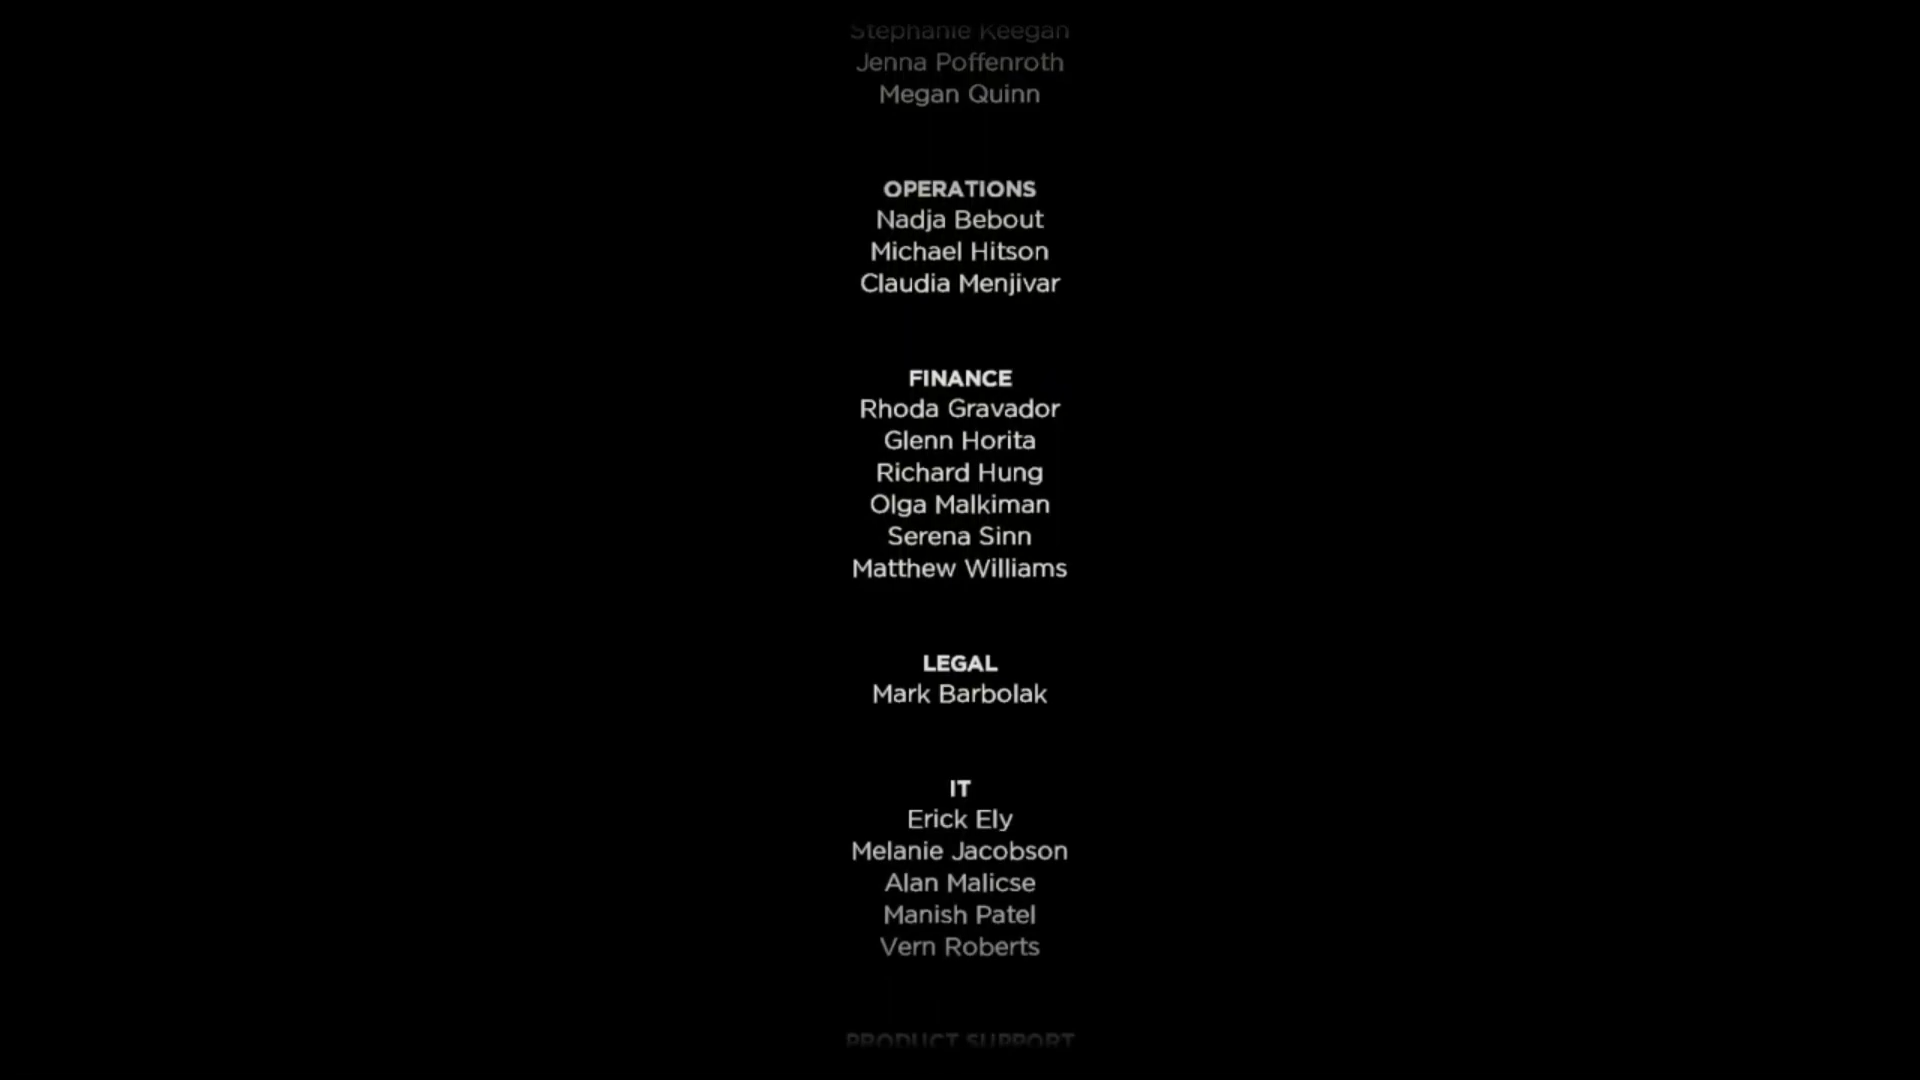 Stephanie Keegan
Jenna Poffenroth
Megan Quinn
OPERATIONS
Nadja Bebout
Michael Hitson
Claudia Menjivar
FINANCE
Rhoda Gravador
Glenn Horita
Richard Hung
Olga Malkiman
Serena Sinn
Matthew Williams
LEGAL
Mark Barbolak
IT
Erick Ely
Melanie Jacobson
Alan Malicse
Manish Patel
Vern Roberts
PRODUCT SUPPORT